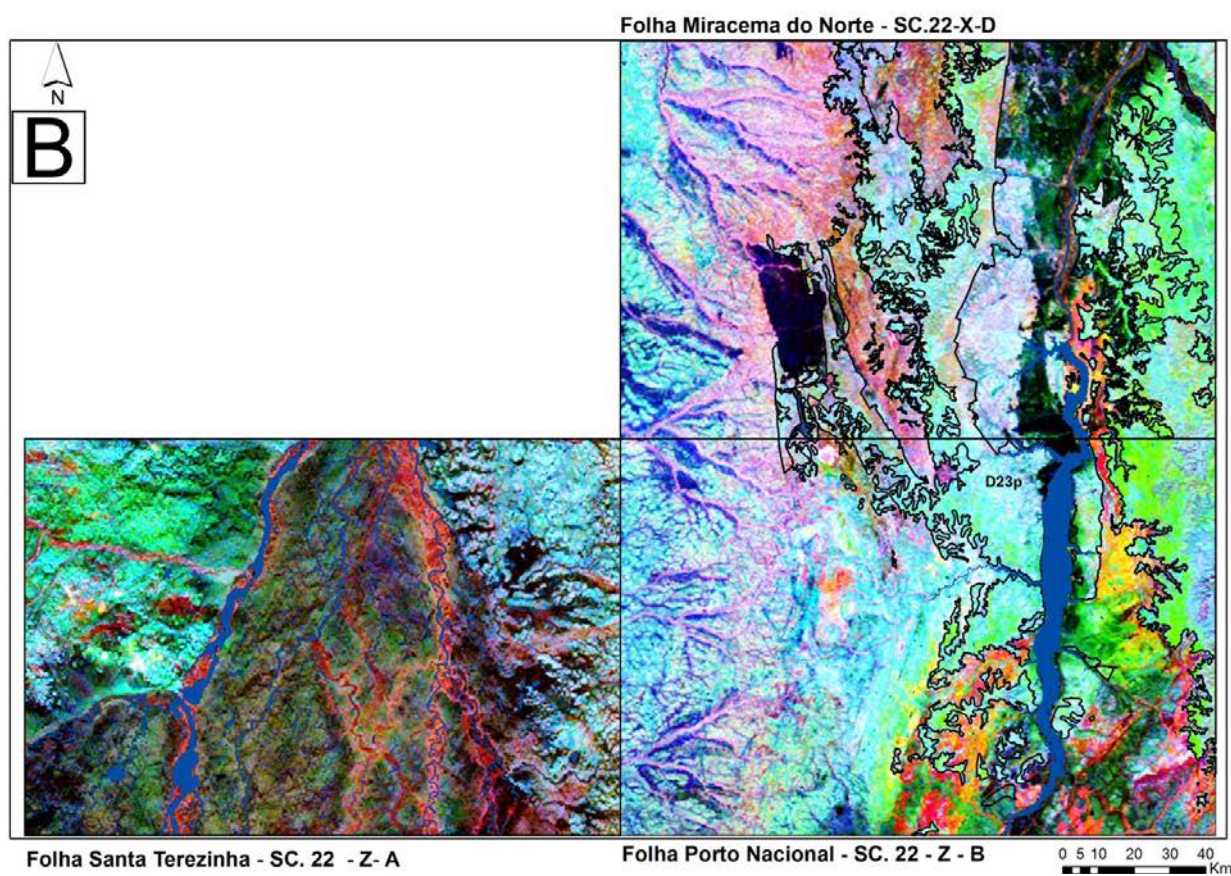 Folha Miracema do Norte - SC.22-X-D
N
B
D23p
Folha Santa Terezinha - SC. 22 - Z- A
Folha Porto Nacional - SC. 22 - Z - B
0 5 10 20 30 40
Km